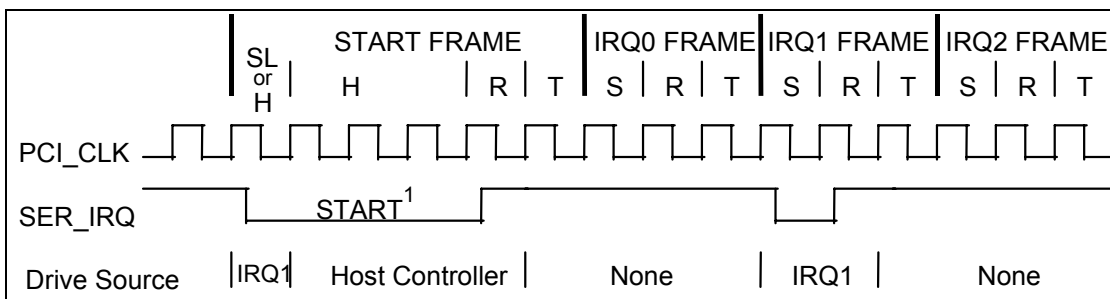 START FRAME IRQ0 FRAME IRQ1 FRAME IRQ2 FRAME
SL
or
H
H R T S R T S R T S R T
PCI_CLK
SER_IRQ START1
Drive Source IRQ1 Host Controller None IRQ1 None